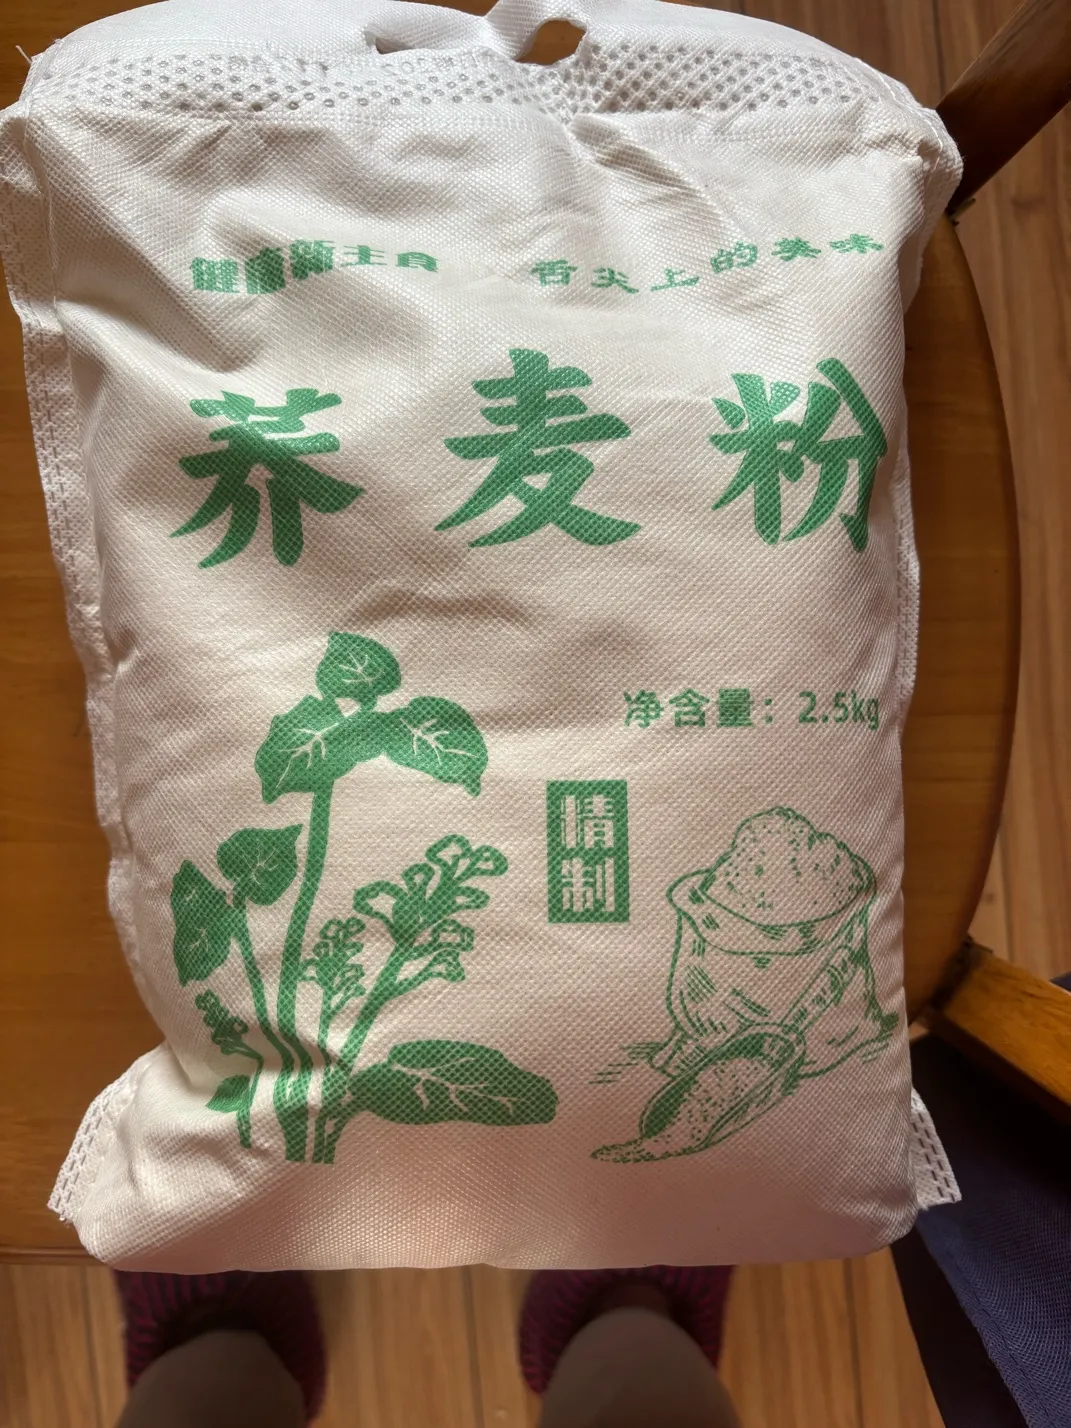 健康新主食 舌尖上的美味
荞麦粉
净含量：2.5kg
精制